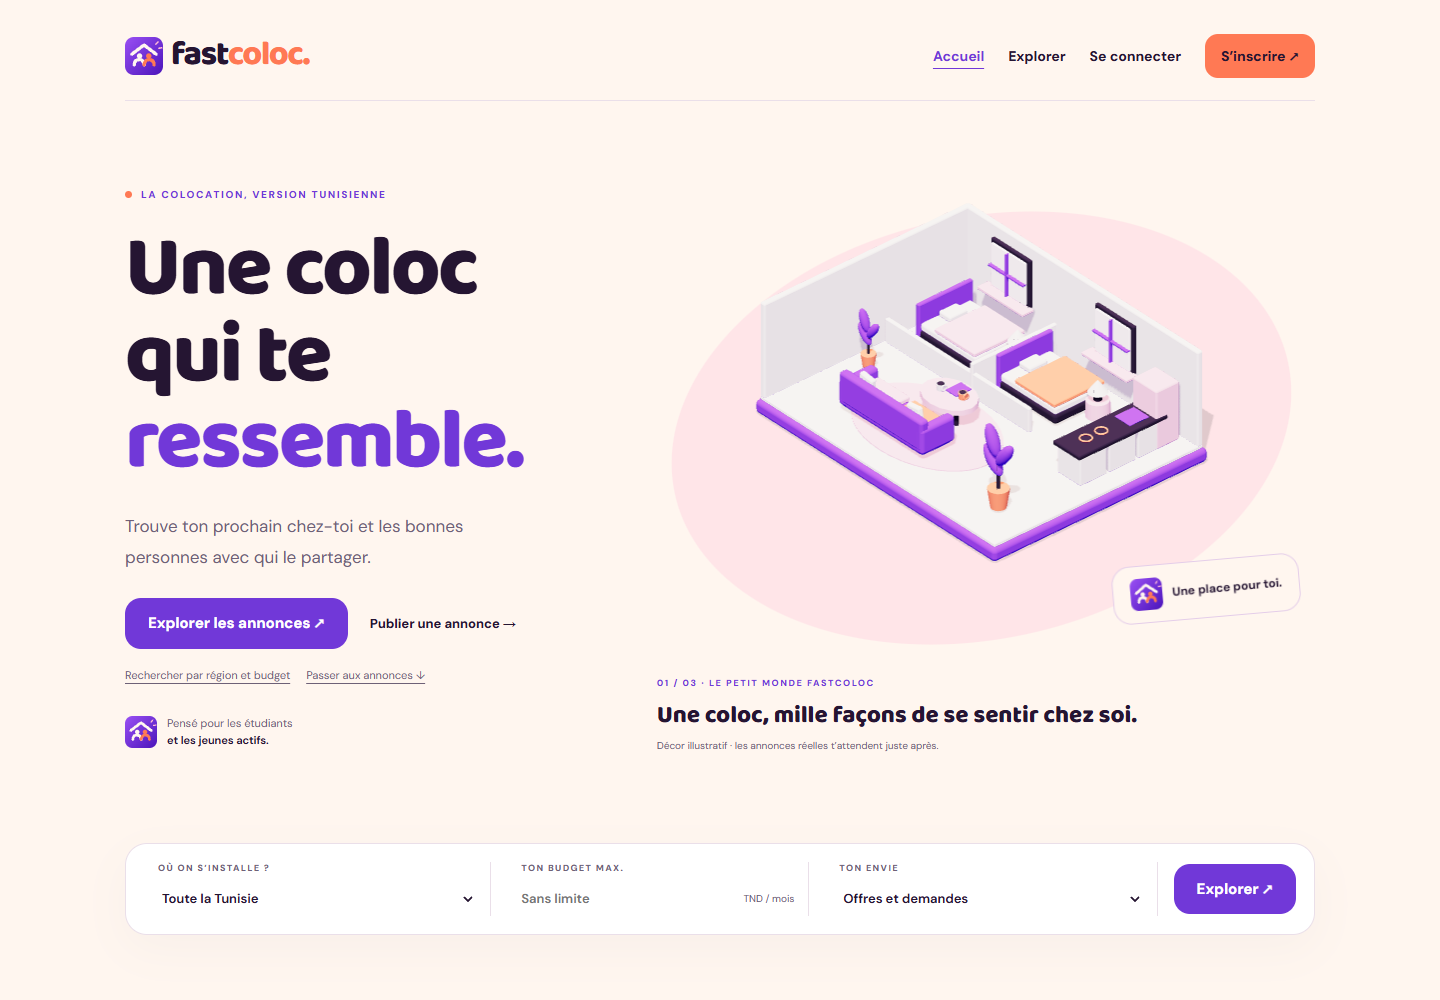 fastcoloc.
Accueil
Explorer
Se connecter
S'inscrire ↗
LA COLOCATION, VERSION TUNISIENNE
Une coloc
qui te
ressemble.
Trouve ton prochain chez-toi et les bonnes
personnes avec qui le partager.
Explorer les annonces ↗
Publier une annonce →
Rechercher par région et budget
Passer aux annonces ↓
Pensé pour les étudiants
et les jeunes actifs.
Une place pour toi.
01 / 03 · LE PETIT MONDE FASTCOLOC
Une coloc, mille façons de se sentir chez soi.
Décor illustratif · les annonces réelles t'attendent juste après.
OÙ ON S'INSTALLE ?
Toute la Tunisie
TON BUDGET MAX.
Sans limite
TND / mois
TON ENVIE
Offres et demandes
Explorer ↗